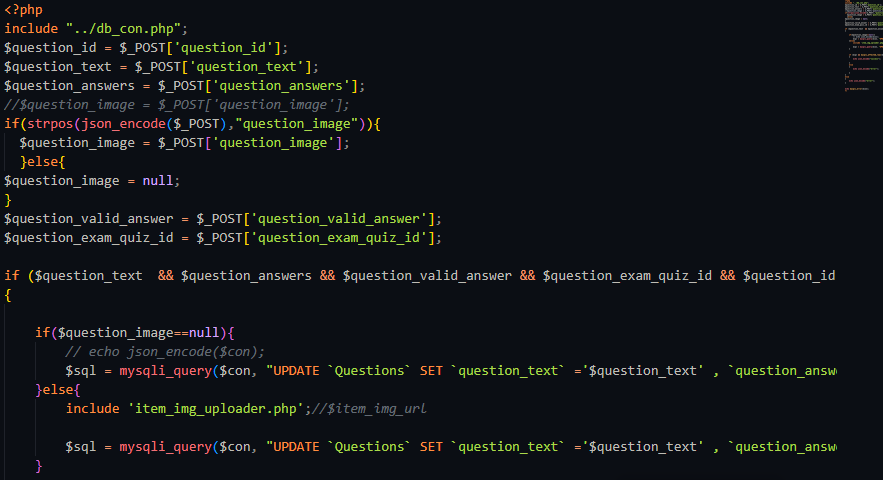 <?php
include "../db_con.php";
$question_id = $_POST['question_id'];
$question_text = $_POST['question_text'];
$question_answers = $_POST['question_answers'];
//$question_image = $_POST['question_image'];
if(strpos(json_encode($_POST),"question_image")){
$question_image = $_POST['question_image'];
}else{
$question_image = null;
}
$question_valid_answer = $_POST['question_valid_answer'];
$question_exam_quiz_id = $_POST['question_exam_quiz_id'];
if ($question_text  && $question_answers && $question_valid_answer && $question_exam_quiz_id && $question_id
{
if($question_image==null){
// echo json_encode($con);
$sql = mysqli_query($con, "UPDATE `Questions` SET `question_text` ='$question_text' , `question_answ
}else{
include 'item_img_uploader.php';//$item_img_url
$sql = mysqli_query($con, "UPDATE `Questions` SET `question_text` ='$question_text' , `question_answ
}